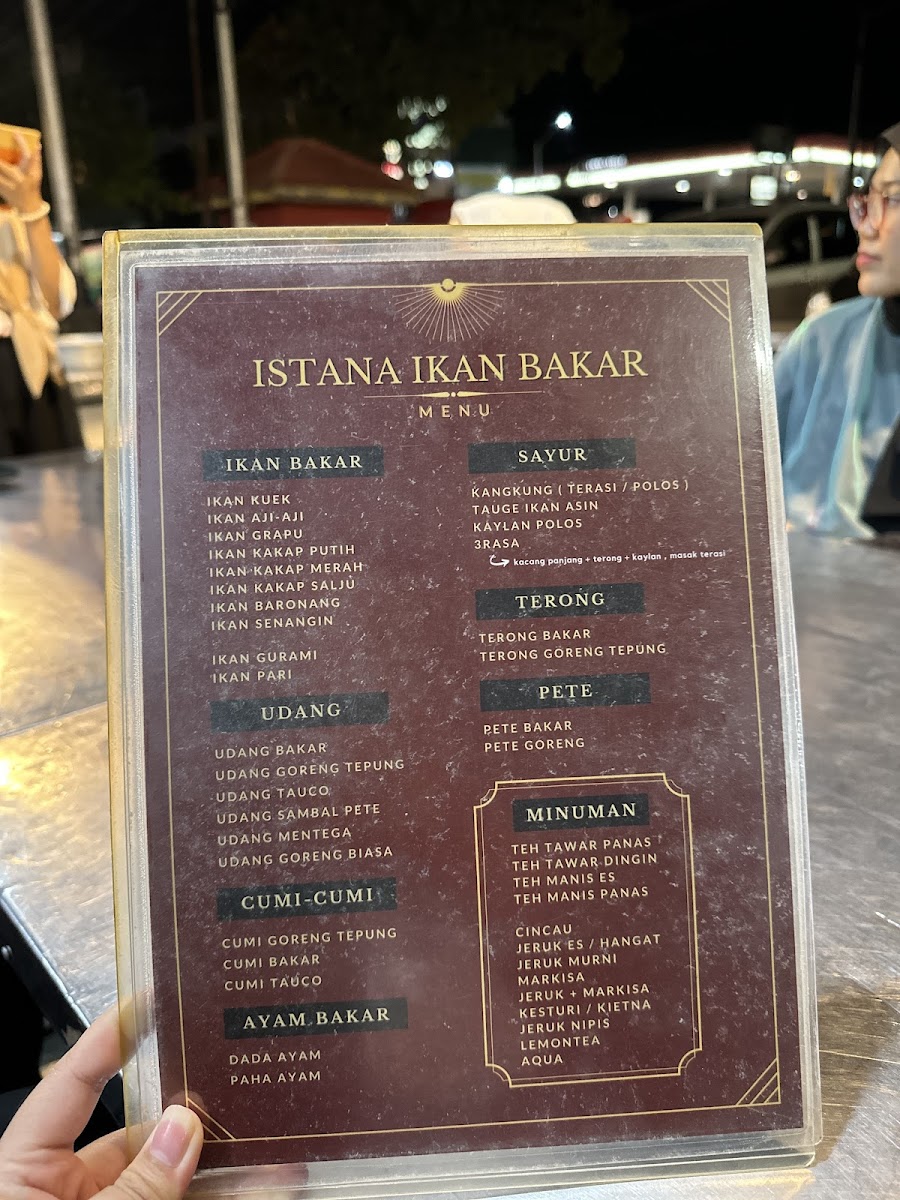 ISTANA IKAN BAKAR
MENU
IKAN BAKAR
IKAN KUEK
IKAN AJI-AJI
IKAN GRAPU
IKAN KAKAP PUTIH
IKAN KAKAP MERAH
IKAN KAKAP SALJU
IKAN BARONANG
IKAN SENANGIN
IKAN GURAMI
IKAN PARI
UDANG
UDANG BAKAR
UDANG GORENG TEPUNG
UDANG TAUCO
UDANG SAMBAL PETE
UDANG MENTEGA
UDANG GORENG BIASA
CUMI-CUMI
CUMI GORENG TEPUNG
CUMI BAKAR
CUMI TAUCO
AYAM BAKAR
DADA AYAM
PAHA AYAM
SAYUR
KANGKUNG ( TERASI / POLOS )
TAUGE IKAN ASIN
KAYLAN POLOS
3RASA
kacang panjang + terong + kaylan , masak terasi
TERONG
TERONG BAKAR
TERONG GORENG TEPUNG
PETE
PETE BAKAR
PETE GORENG
MINUMAN
TEH TAWAR PANAS
TEH TAWAR DINGIN
TEH MANIS ES
TEH MANIS PANAS
CINCAU
JERUK ES / HANGAT
JERUK MURNI
MARKISA
JERUK + MARKISA
KESTURI / KIETNA
JERUK NIPIS
LEMONTEA
AQUA